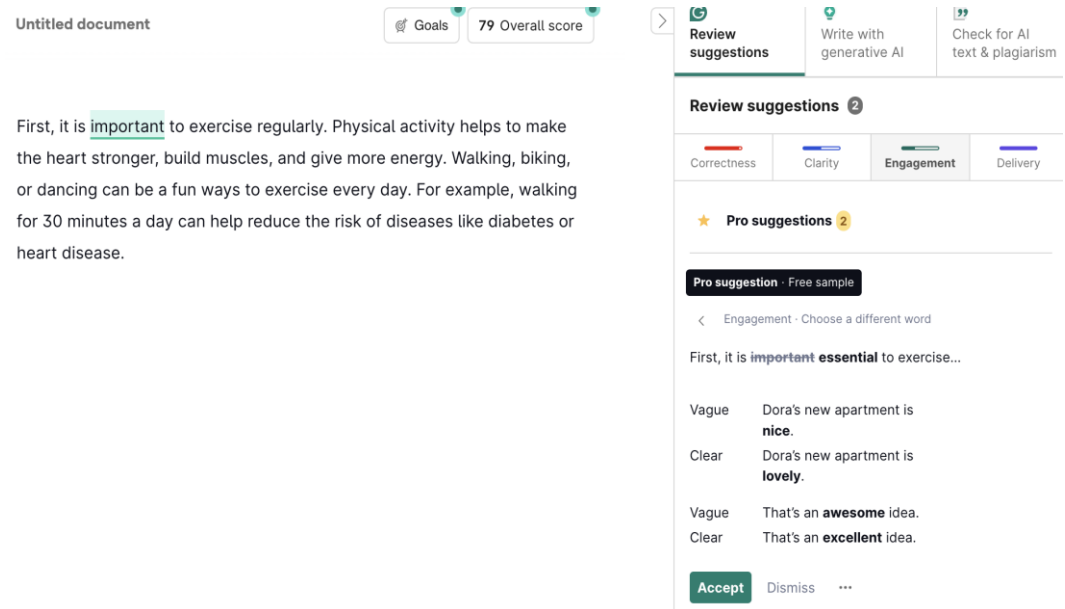 Untitled document
Goals
79 Overall score
First, it is important to exercise regularly. Physical activity helps to make
the heart stronger, build muscles, and give more energy. Walking, biking,
or dancing can be a fun ways to exercise every day. For example, walking
for 30 minutes a day can help reduce the risk of diseases like diabetes or
heart disease.
Review
suggestions
Write with
generative AI
Check for AI
text & plagiarism
Review suggestions 2
Correctness
Clarity
Engagement
Delivery
Pro suggestions 2
Pro suggestion · Free sample
Engagement · Choose a different word
First, it is important essential to exercise...
Vague Dora's new apartment is
nice.
Clear Dora's new apartment is
lovely.
Vague That's an awesome idea.
Clear That's an excellent idea.
Accept Dismiss ...